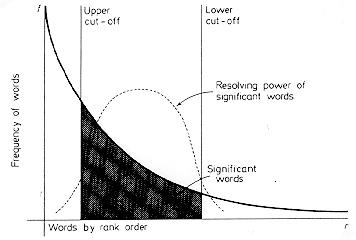 f
Upper
cut-off
Lower
cut-off
Resolving power of
significant words
Frequency of words
Significant
words
Words by rank order
r